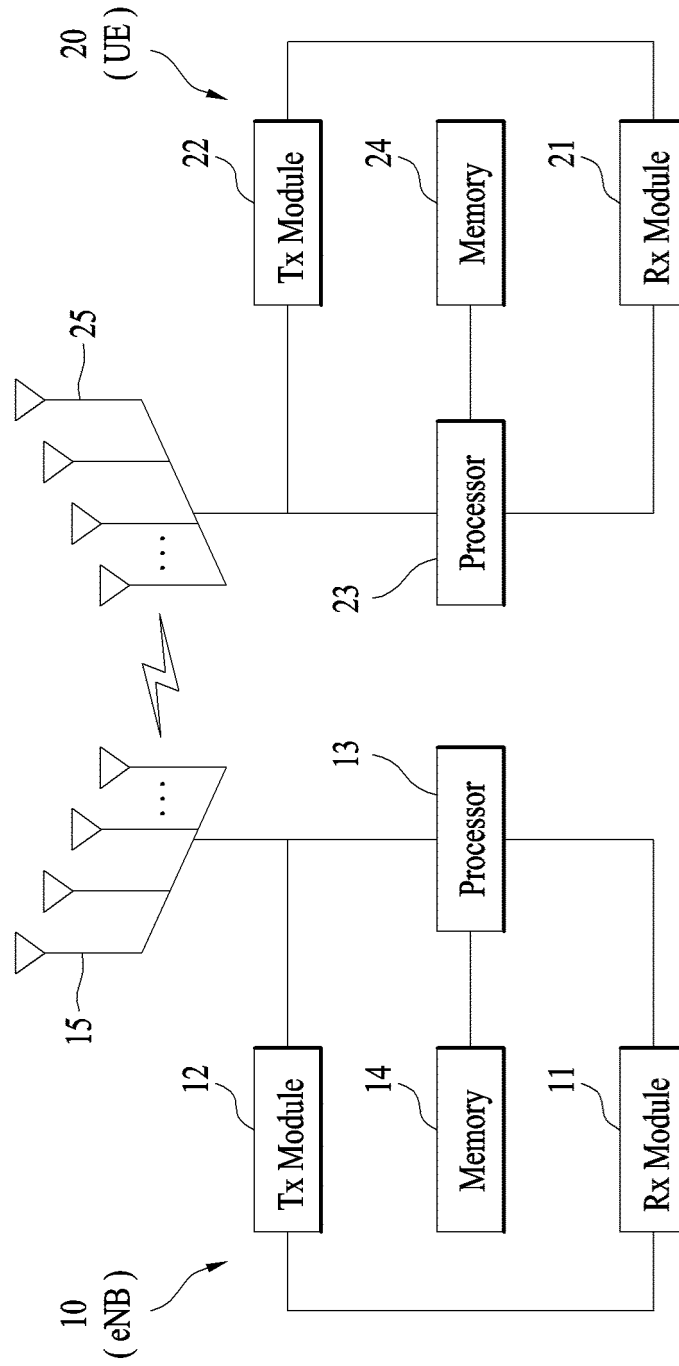 10
( eNB )
15
12
Tx Module
14
Memory
11
Rx Module
13
Processor
. . .
20
( UE )
25
22
Tx Module
24
Memory
21
Rx Module
23
Processor
. . .